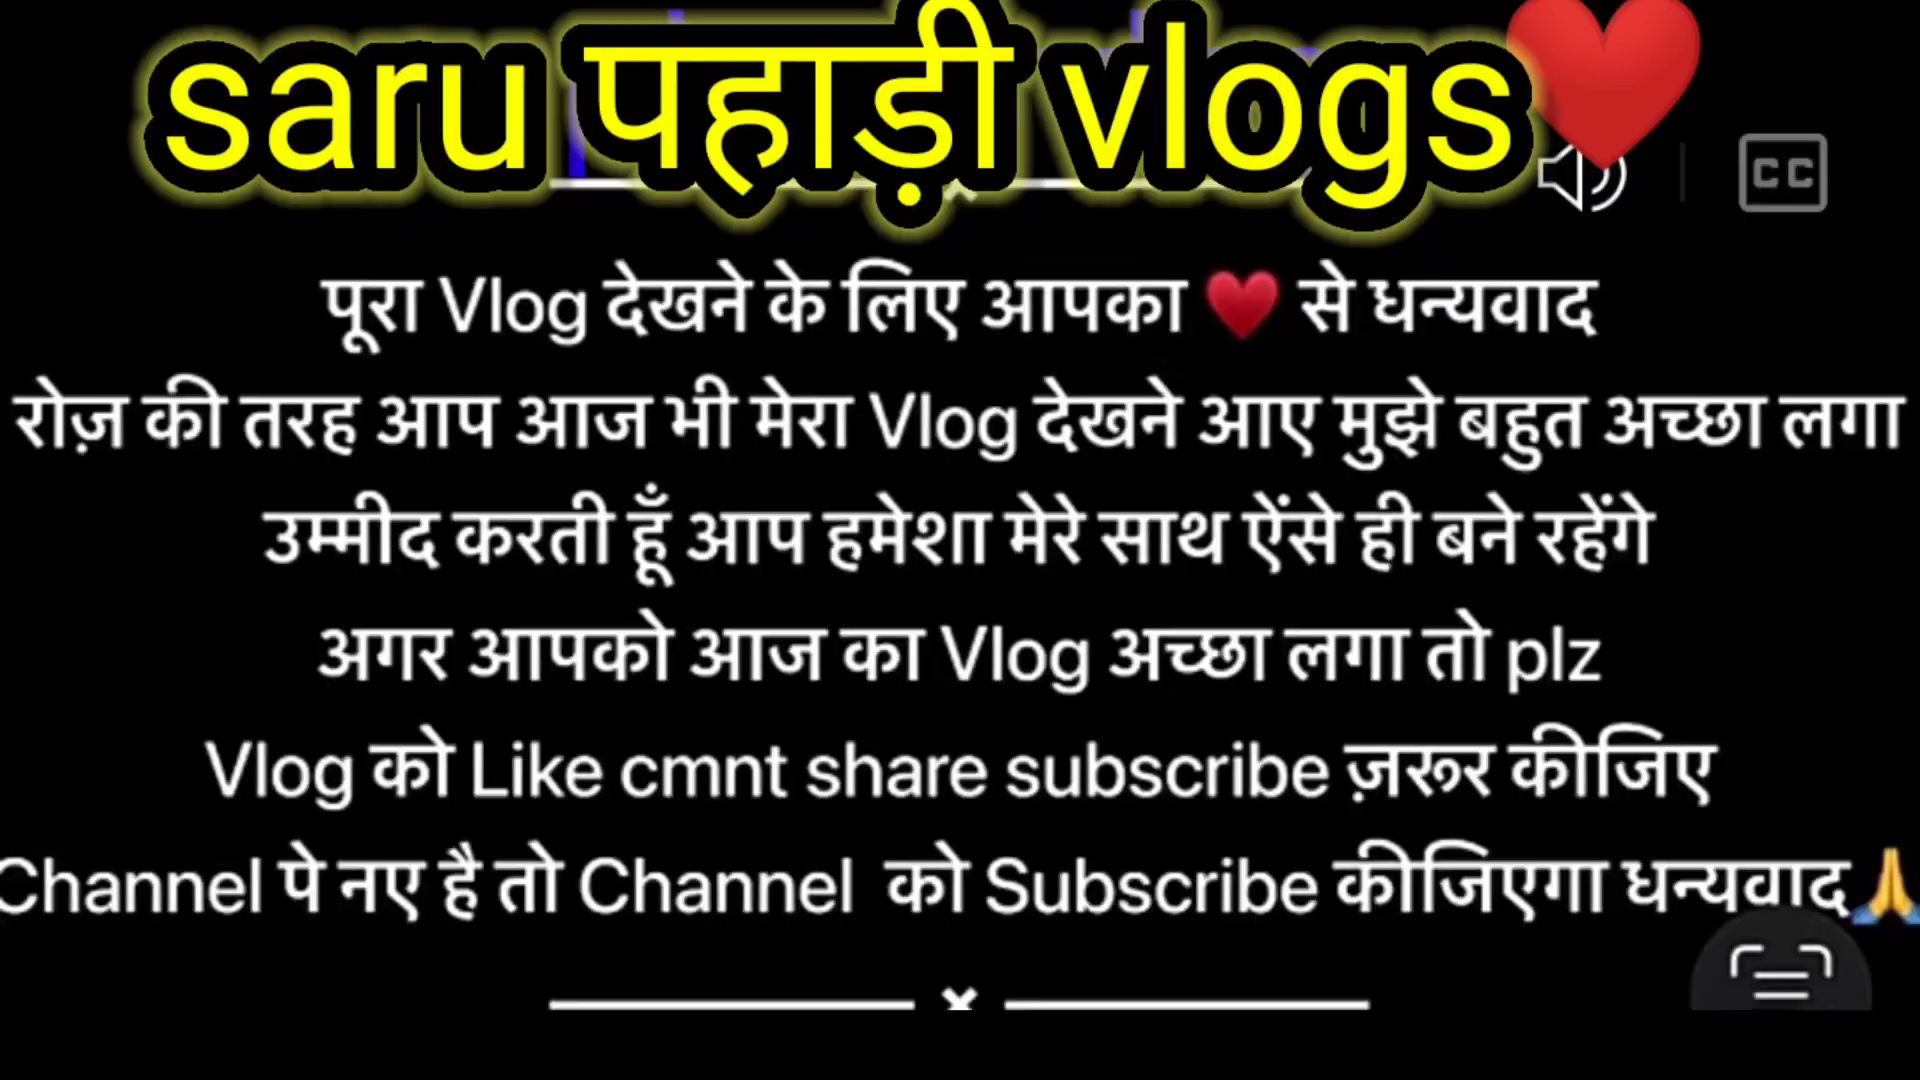 saru पहाड़ी vlogs❤️
CC
पूरा Vlog देखने के लिए आपका ♥️ से धन्यवाद
रोज़ की तरह आप आज भी मेरा Vlog देखने आए मुझे बहुत अच्छा लगा
उम्मीद करती हूँ आप हमेशा मेरे साथ ऐंसे ही बने रहेंगे
अगर आपको आज का Vlog अच्छा लगा तो plz
Vlog को Like cmnt share subscribe ज़रूर कीजिए
Channel पे नए है तो Channel को Subscribe कीजिएगा धन्यवाद🙏